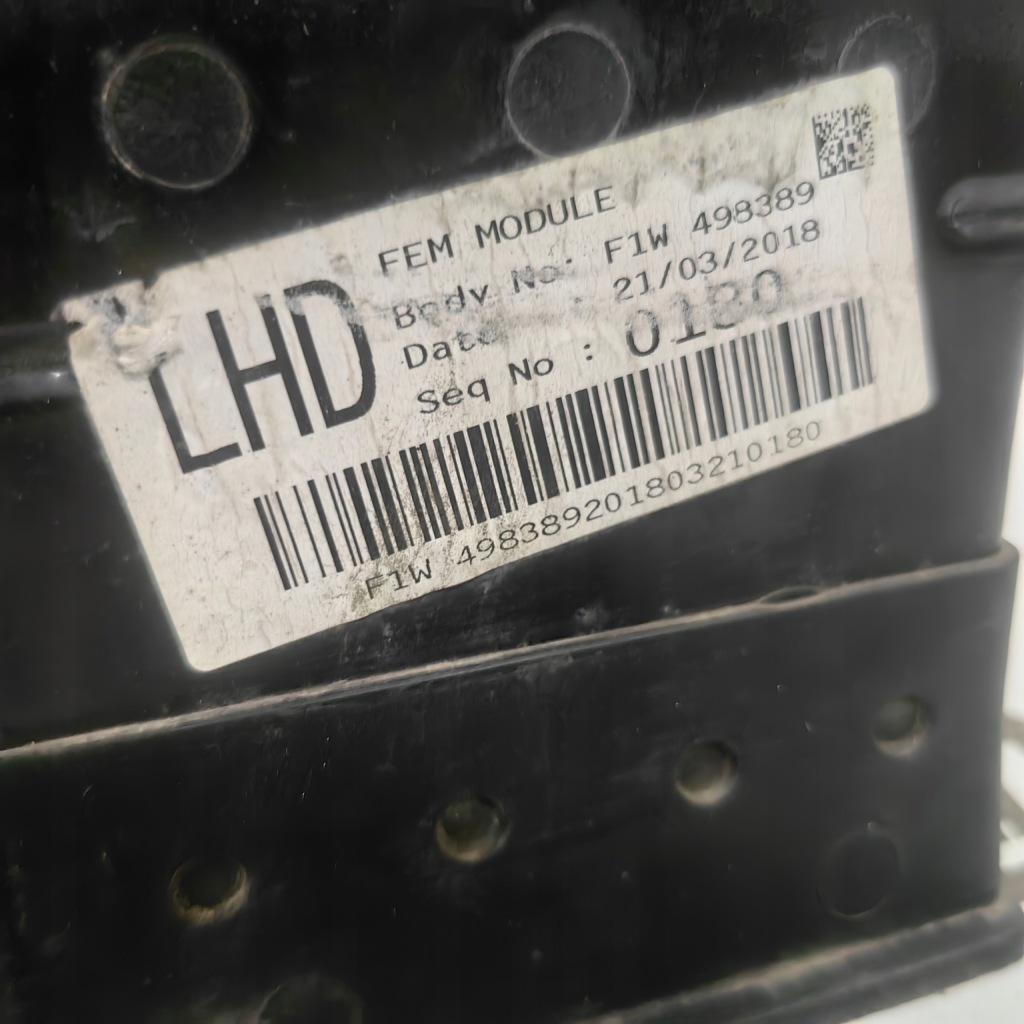 LHD
FEM MODULE
Body No: F1W 498389
Date : 21/03/2018
Seq No : 0180
F1W 498389201803210180